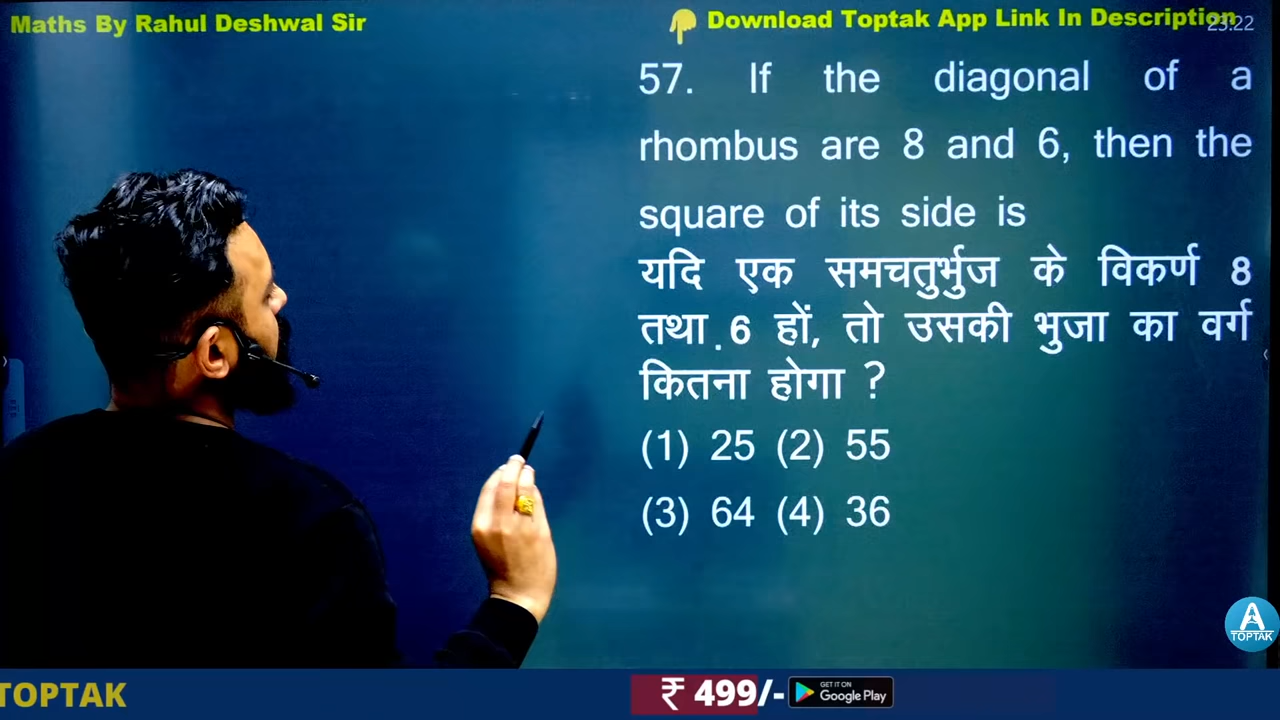 Maths By Rahul Deshwal Sir
Download Toptak App Link In Description
23:22
57. If the diagonal of a
rhombus are 8 and 6, then the
square of its side is
यदि एक समचतुर्भुज के विकर्ण 8
तथा 6 हों, तो उसकी भुजा का वर्ग
कितना होगा ?
(1) 25 (2) 55
(3) 64 (4) 36
A
TOPTAK
TOPTAK
₹ 499/-
GET IT ON
Google Play